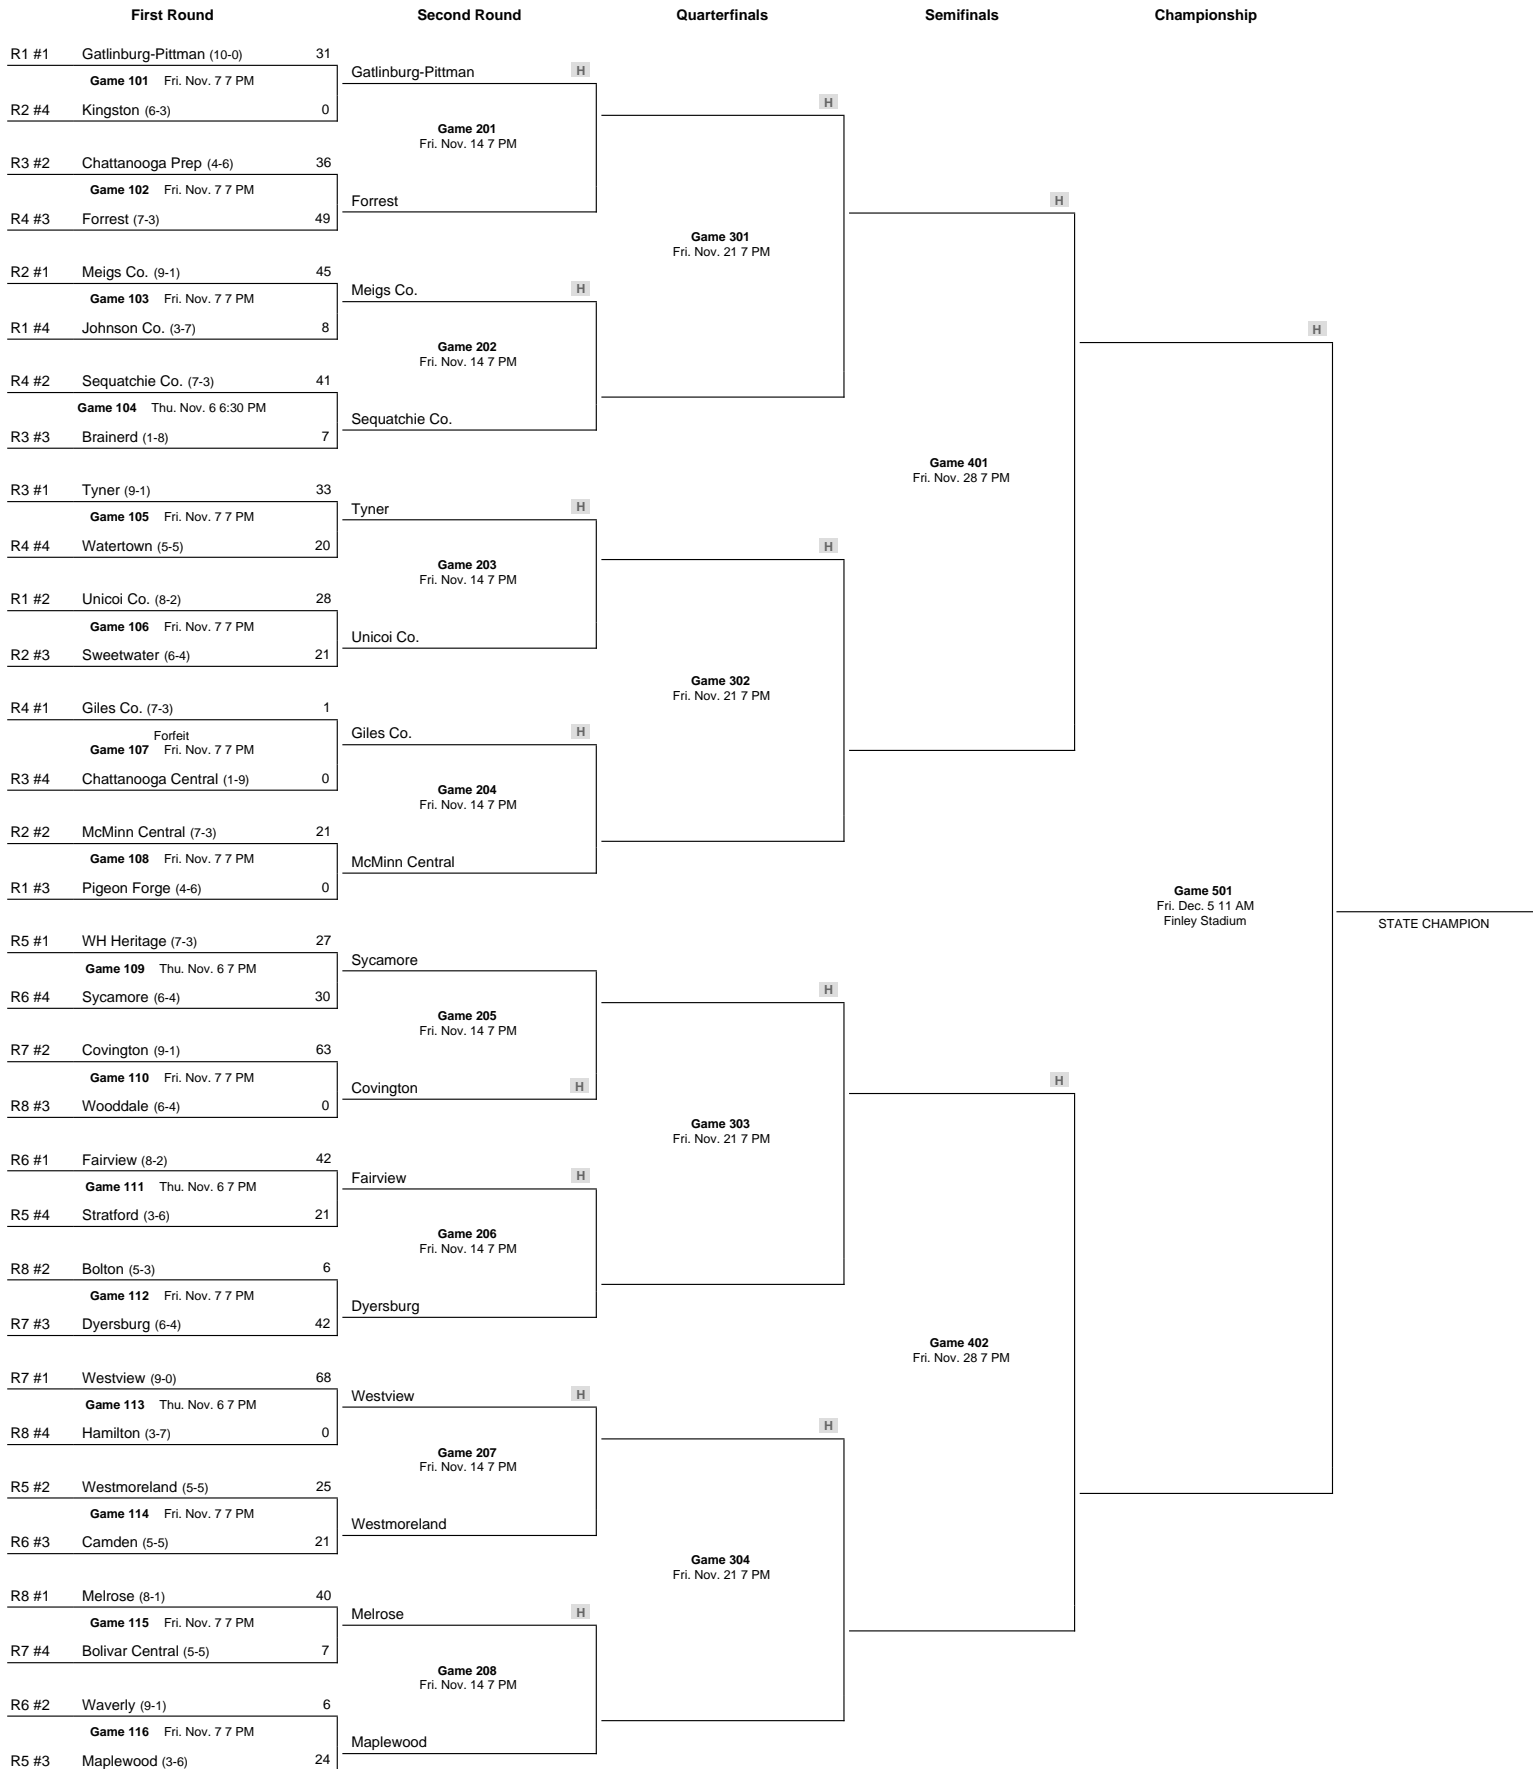 First Round Second Round Quarterfinals Semifinals Championship
R1 #1 Gatlinburg-Pittman (10-0) 31
Game 101 Fri. Nov. 7 7 PM
R2 #4 Kingston (6-3) 0
R3 #2 Chattanooga Prep (4-6) 36
Game 102 Fri. Nov. 7 7 PM
R4 #3 Forrest (7-3) 49
R2 #1 Meigs Co. (9-1) 45
Game 103 Fri. Nov. 7 7 PM
R1 #4 Johnson Co. (3-7) 8
R4 #2 Sequatchie Co. (7-3) 41
Game 104 Thu. Nov. 6 6:30 PM
R3 #3 Brainerd (1-8) 7
R3 #1 Tyner (9-1) 33
Game 105 Fri. Nov. 7 7 PM
R4 #4 Watertown (5-5) 20
R1 #2 Unicoi Co. (8-2) 28
Game 106 Fri. Nov. 7 7 PM
R2 #3 Sweetwater (6-4) 21
R4 #1 Giles Co. (7-3) 1
Forfeit
Game 107 Fri. Nov. 7 7 PM
R3 #4 Chattanooga Central (1-9) 0
R2 #2 McMinn Central (7-3) 21
Game 108 Fri. Nov. 7 7 PM
R1 #3 Pigeon Forge (4-6) 0
R5 #1 WH Heritage (7-3) 27
Game 109 Thu. Nov. 6 7 PM
R6 #4 Sycamore (6-4) 30
R7 #2 Covington (9-1) 63
Game 110 Fri. Nov. 7 7 PM
R8 #3 Wooddale (6-4) 0
R6 #1 Fairview (8-2) 42
Game 111 Thu. Nov. 6 7 PM
R5 #4 Stratford (3-6) 21
R8 #2 Bolton (5-3) 6
Game 112 Fri. Nov. 7 7 PM
R7 #3 Dyersburg (6-4) 42
R7 #1 Westview (9-0) 68
Game 113 Thu. Nov. 6 7 PM
R8 #4 Hamilton (3-7) 0
R5 #2 Westmoreland (5-5) 25
Game 114 Fri. Nov. 7 7 PM
R6 #3 Camden (5-5) 21
R8 #1 Melrose (8-1) 40
Game 115 Fri. Nov. 7 7 PM
R7 #4 Bolivar Central (5-5) 7
R6 #2 Waverly (9-1) 6
Game 116 Fri. Nov. 7 7 PM
R5 #3 Maplewood (3-6) 24
Gatlinburg-Pittman H
Game 201
Fri. Nov. 14 7 PM
Forrest
Meigs Co. H
Game 202
Fri. Nov. 14 7 PM
Sequatchie Co.
Tyner H
Game 203
Fri. Nov. 14 7 PM
Unicoi Co.
Giles Co. H
Game 204
Fri. Nov. 14 7 PM
McMinn Central
Sycamore
Game 205
Fri. Nov. 14 7 PM
Covington H
Fairview H
Game 206
Fri. Nov. 14 7 PM
Dyersburg
Westview H
Game 207
Fri. Nov. 14 7 PM
Westmoreland
Melrose H
Game 208
Fri. Nov. 14 7 PM
Maplewood
H
Game 301
Fri. Nov. 21 7 PM
H
Game 302
Fri. Nov. 21 7 PM
H
Game 303
Fri. Nov. 21 7 PM
H
Game 304
Fri. Nov. 21 7 PM
H
Game 401
Fri. Nov. 28 7 PM
H
Game 402
Fri. Nov. 28 7 PM
H
Game 501
Fri. Dec. 5 11 AM
Finley Stadium
STATE CHAMPION